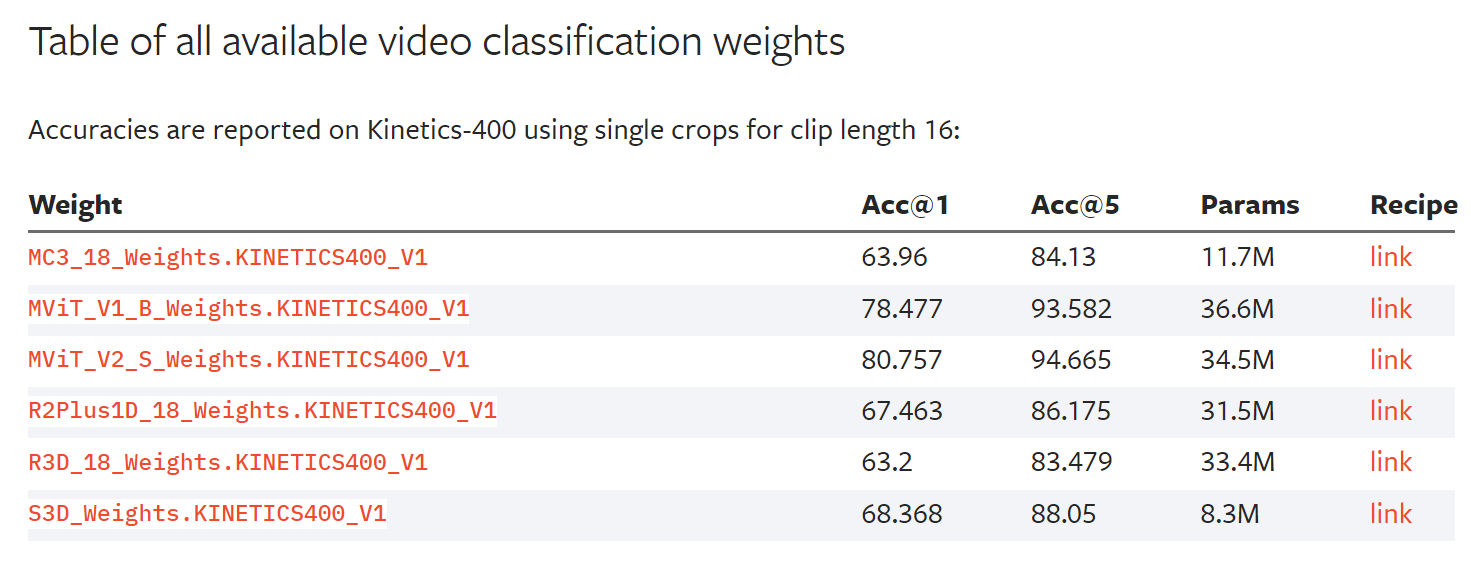 Table of all available video classification weights
Accuracies are reported on Kinetics-400 using single crops for clip length 16:
Weight Acc@1 Acc@5 Params Recipe
MC3_18_Weights.KINETICS400_V1 63.96 84.13 11.7M link
MViT_V1_B_Weights.KINETICS400_V1 78.477 93.582 36.6M link
MViT_V2_S_Weights.KINETICS400_V1 80.757 94.665 34.5M link
R2Plus1D_18_Weights.KINETICS400_V1 67.463 86.175 31.5M link
R3D_18_Weights.KINETICS400_V1 63.2 83.479 33.4M link
S3D_Weights.KINETICS400_V1 68.368 88.05 8.3M link